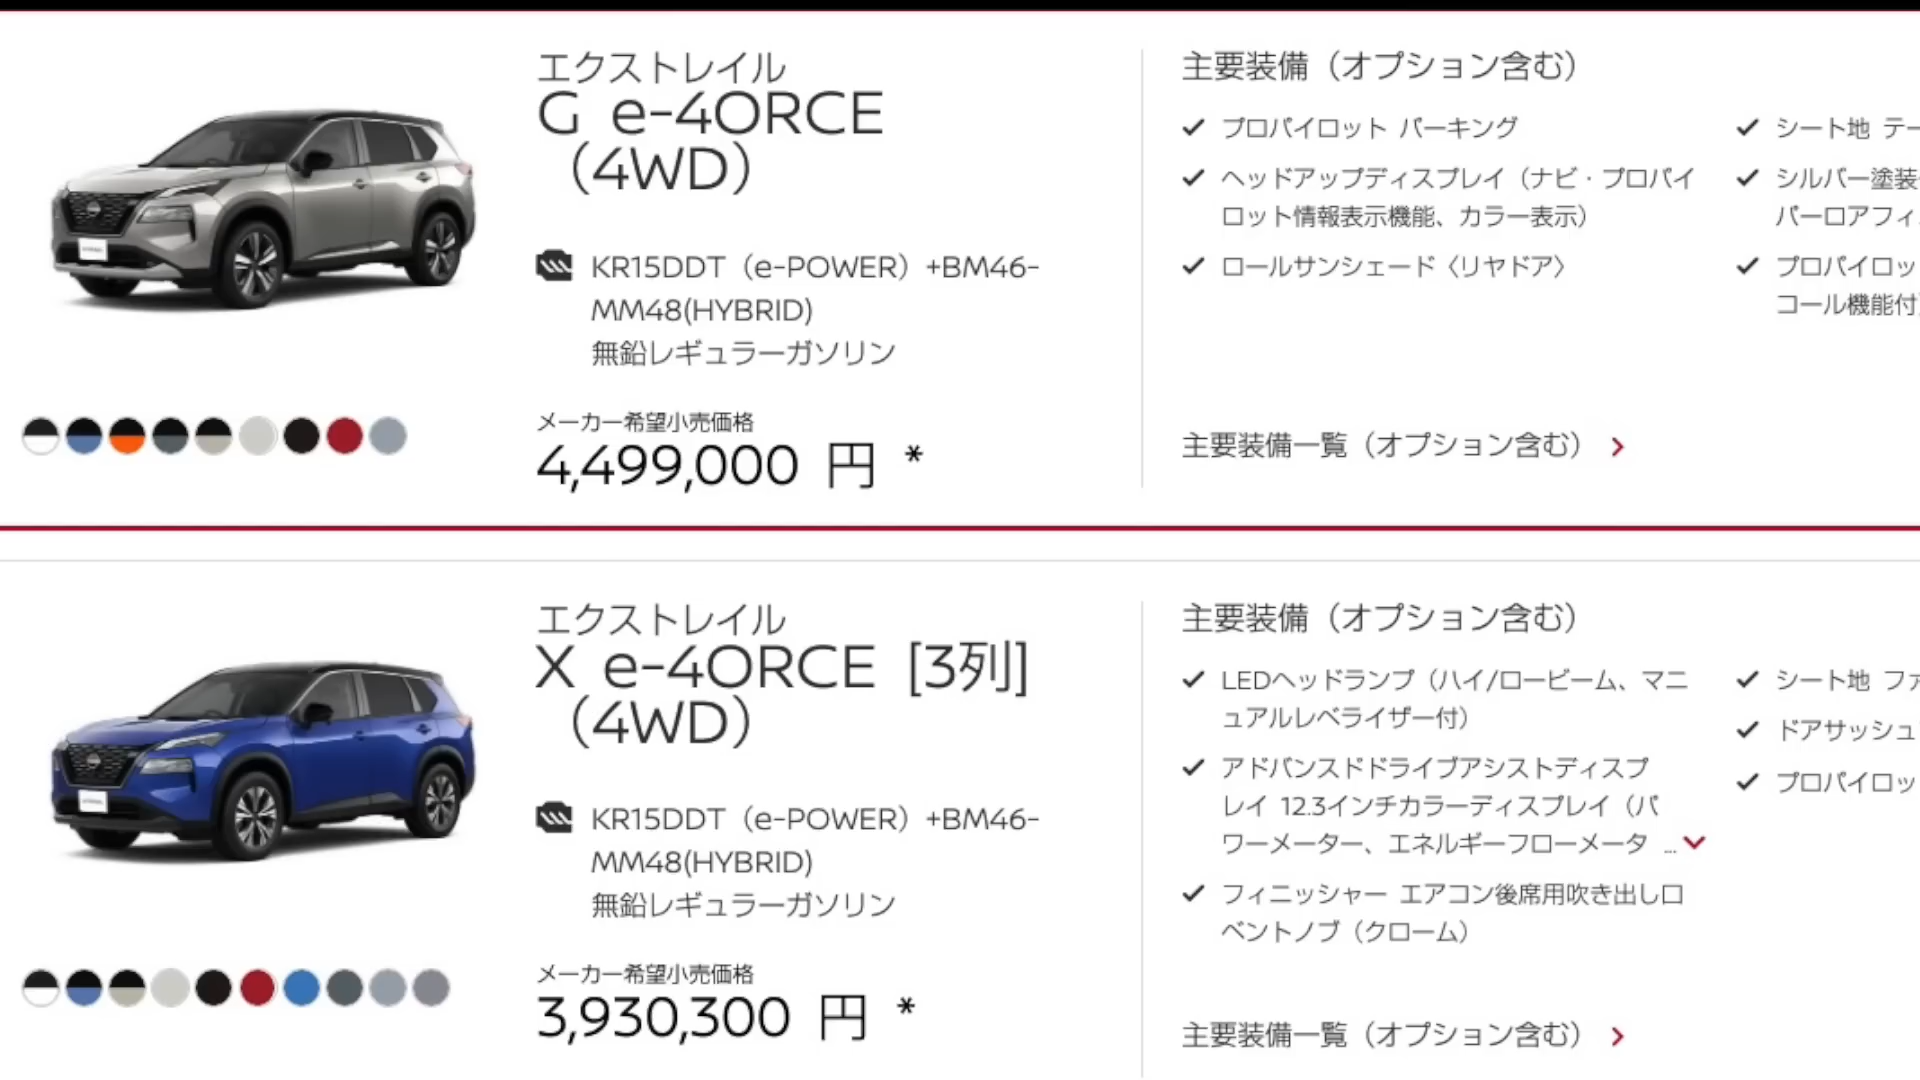 エクストレイル
G e-4ORCE
（4WD）
KR15DDT（e-POWER）+BM46-
MM48(HYBRID)
無鉛レギュラーガソリン
メーカー希望小売価格
4,499,000 円 *
主要装備（オプション含む）
プロパイロット パーキング
ヘッドアップディスプレイ（ナビ・プロパイ
ロット情報表示機能、カラー表示）
ロールサンシェード〈リヤドア〉
シート地 テー
シルバー塗装
パーロアフィ
プロパイロッ
コール機能付
主要装備一覧（オプション含む）
エクストレイル
X e-4ORCE [3列]
（4WD）
KR15DDT（e-POWER）+BM46-
MM48(HYBRID)
無鉛レギュラーガソリン
メーカー希望小売価格
3,930,300 円 *
主要装備（オプション含む）
LEDヘッドランプ（ハイ/ロービーム、マニ
ュアルレベライザー付）
アドバンスドドライブアシストディスプ
レイ 12.3インチカラーディスプレイ（パ
ワーメーター、エネルギーフローメータ ...
フィニッシャー エアコン後席用吹き出し口
ベントノブ（クローム）
シート地 ファ
ドアサッシュ
プロパイロッ
主要装備一覧（オプション含む）